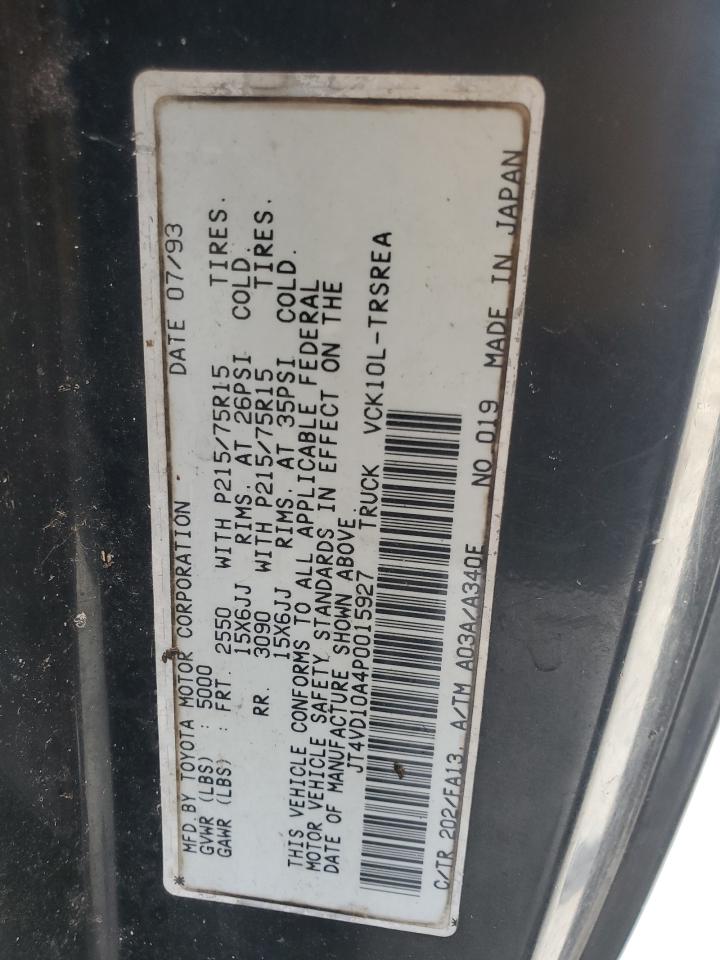 * MFD. BY TOYOTA MOTOR CORPORATION DATE 07/93
GVWR (LBS) : 5000
GAWR (LBS) : FRT. 2550 WITH P215/75R15 TIRES.
15X6JJ RIMS. AT 26PSI COLD.
RR. 3090 WITH P215/75R15 TIRES.
15X6JJ RIMS. AT 35PSI COLD.
THIS VEHICLE CONFORMS TO ALL APPLICABLE FEDERAL
MOTOR VEHICLE SAFETY STANDARDS IN EFFECT ON THE
DATE OF MANUFACTURE SHOWN ABOVE.
JT4VD10A4P0015927 TRUCK VCK10L-TRSREA
C/TR 202/FA13, A/TM A03A/A340E NO 019 MADE IN JAPAN
*